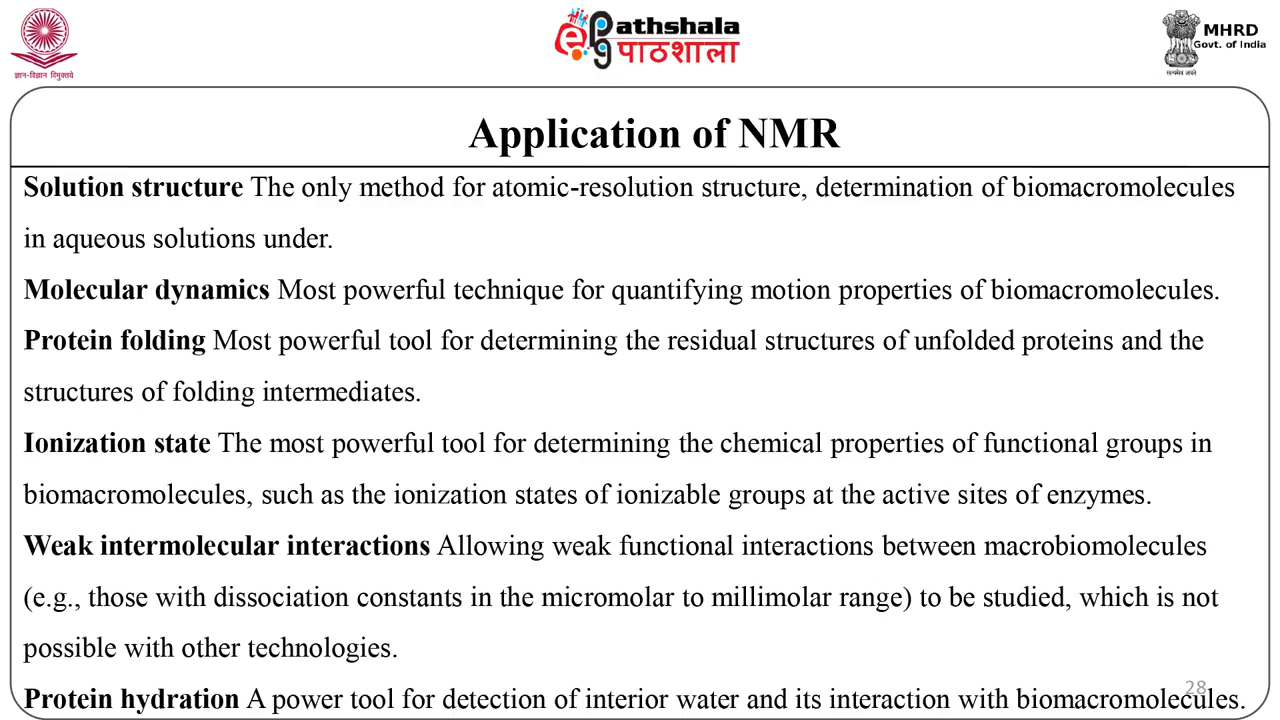 ज्ञान-विज्ञान विमुक्तये
ePathshala
पाठशाला
MHRD
Govt. of India
सत्यमेव जयते
Application of NMR
Solution structure The only method for atomic-resolution structure, determination of biomacromolecules
in aqueous solutions under.
Molecular dynamics Most powerful technique for quantifying motion properties of biomacromolecules.
Protein folding Most powerful tool for determining the residual structures of unfolded proteins and the
structures of folding intermediates.
Ionization state The most powerful tool for determining the chemical properties of functional groups in
biomacromolecules, such as the ionization states of ionizable groups at the active sites of enzymes.
Weak intermolecular interactions Allowing weak functional interactions between macrobiomolecules
(e.g., those with dissociation constants in the micromolar to millimolar range) to be studied, which is not
possible with other technologies.
Protein hydration A power tool for detection of interior water and its interaction with biomacromolecules.
28